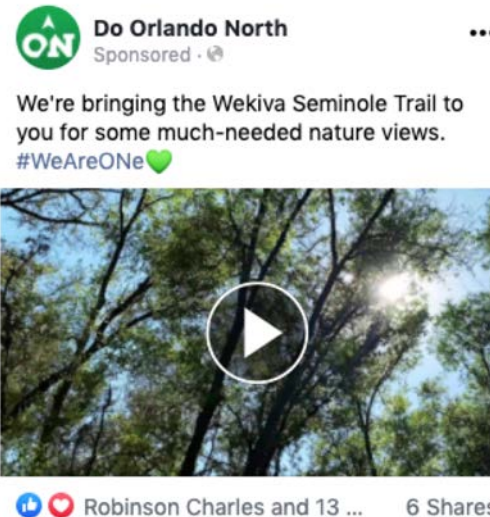 ON
Do Orlando North
Sponsored ·
We're bringing the Wekiva Seminole Trail to
you for some much-needed nature views.
#WeAreONe💚
Robinson Charles and 13 ... 6 Shares